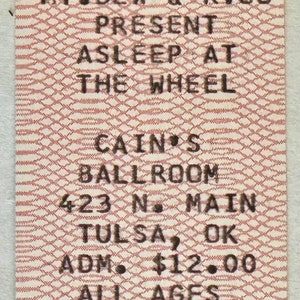 PRESENT
ASLEEP AT
THE WHEEL
CAIN'S
BALLROOM
423 N. MAIN
TULSA, OK
ADM. $12.00
ALL AGES